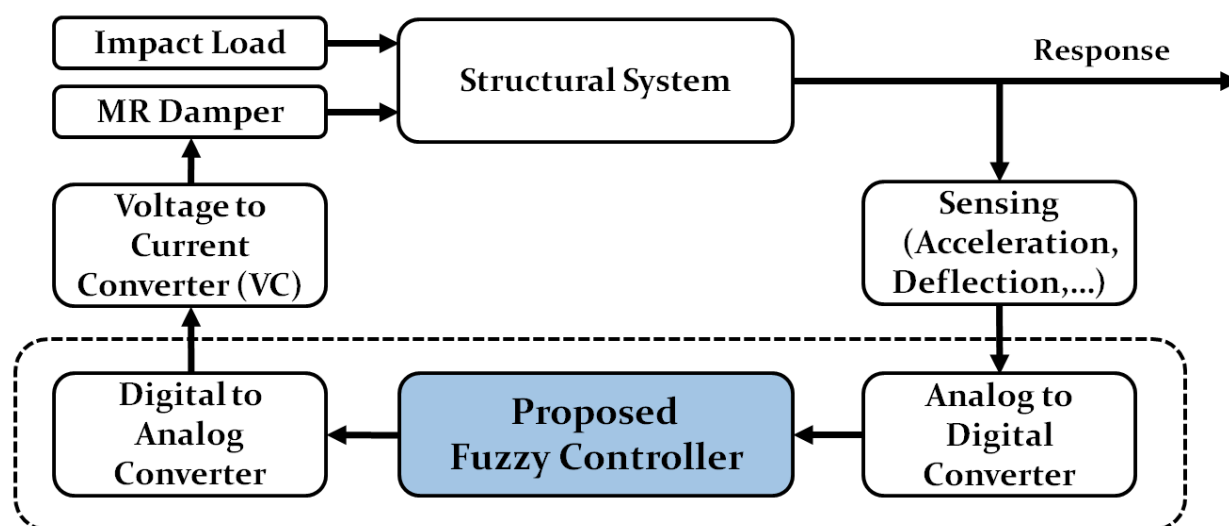 Impact Load
MR Damper
Structural System
Response
Voltage to
Current
Converter (VC)
Sensing
(Acceleration,
Deflection,...)
Digital to
Analog
Converter
Proposed
Fuzzy Controller
Analog to
Digital
Converter